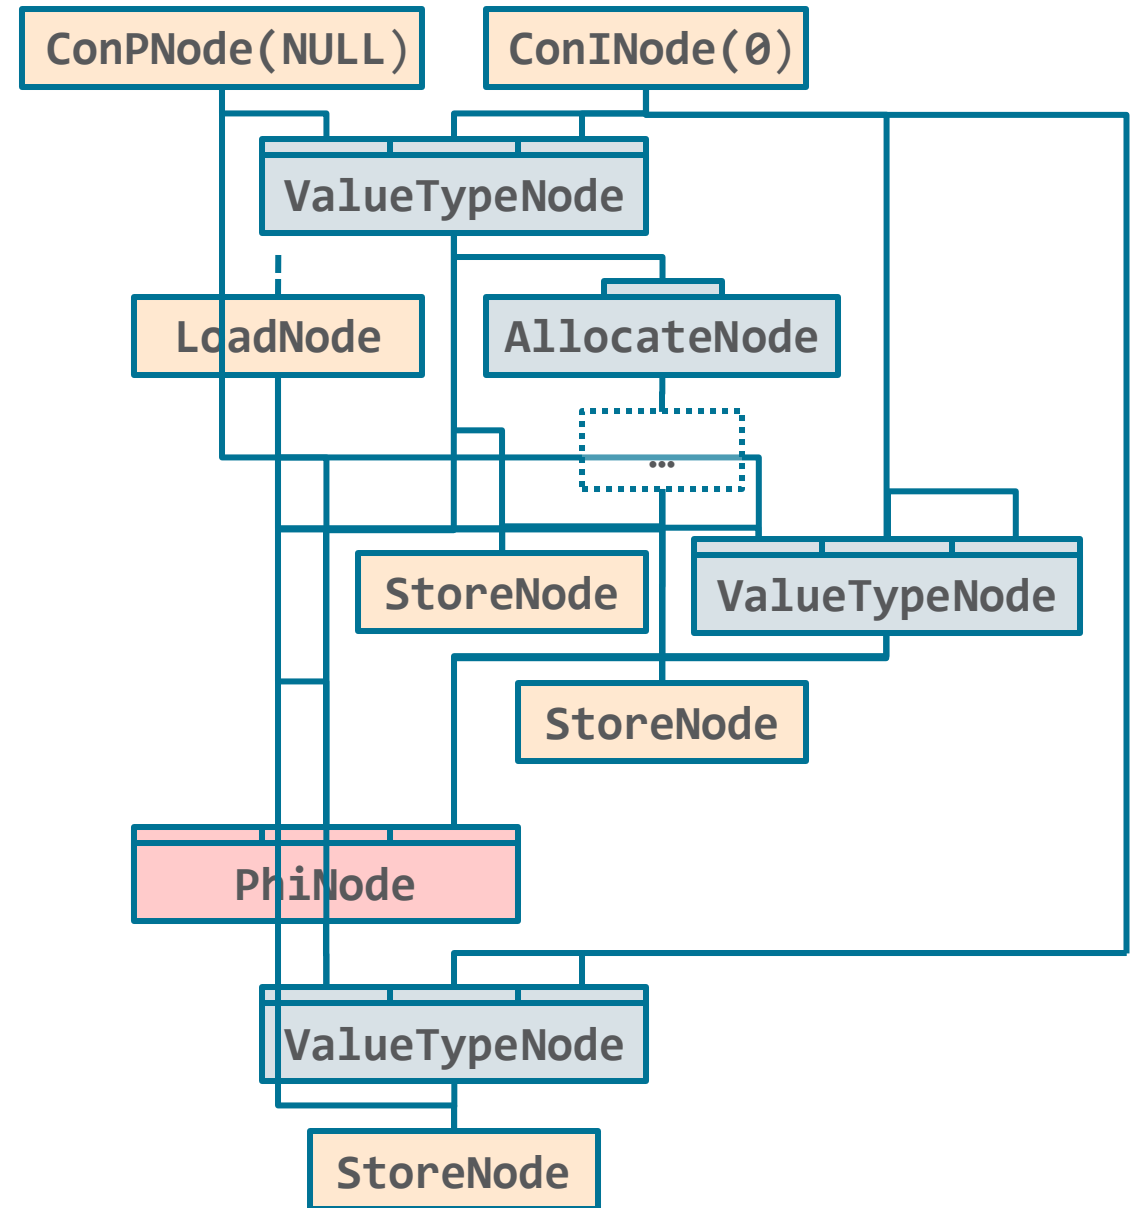 ConPNode(NULL)
ConINode(0)
ValueTypeNode
LoadNode
AllocateNode
...
StoreNode
ValueTypeNode
StoreNode
PhiNode
ValueTypeNode
StoreNode